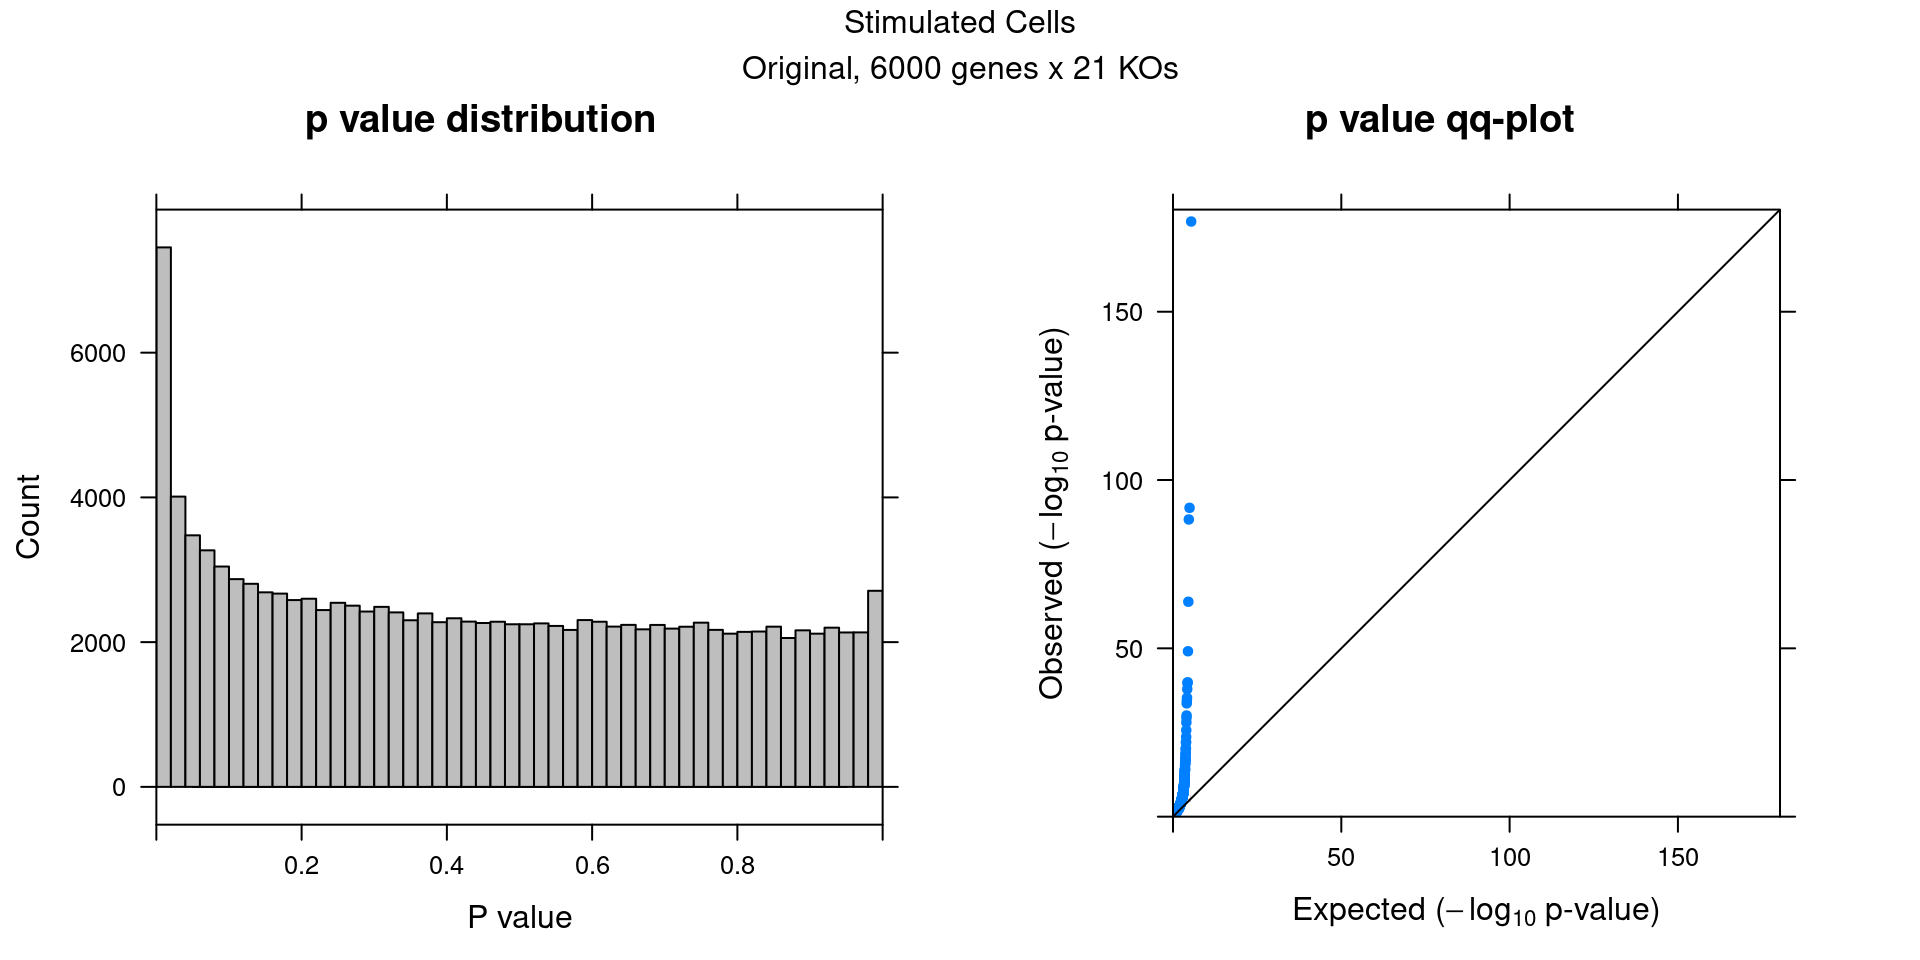 Stimulated Cells
Original, 6000 genes x 21 KOs
p value distribution
6000
4000
2000
0
Count
0.2 0.4 0.6 0.8
P value
p value qq-plot
150
100
50
Observed (−log10 p-value)
50 100 150
Expected (−log10 p-value)